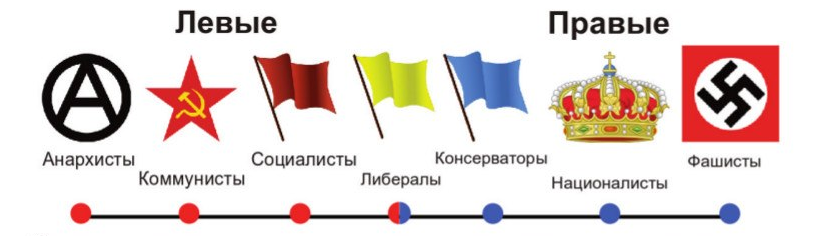 Левые
Правые
Анархисты
Коммунисты
Социалисты
Либералы
Консерваторы
Националисты
Фашисты